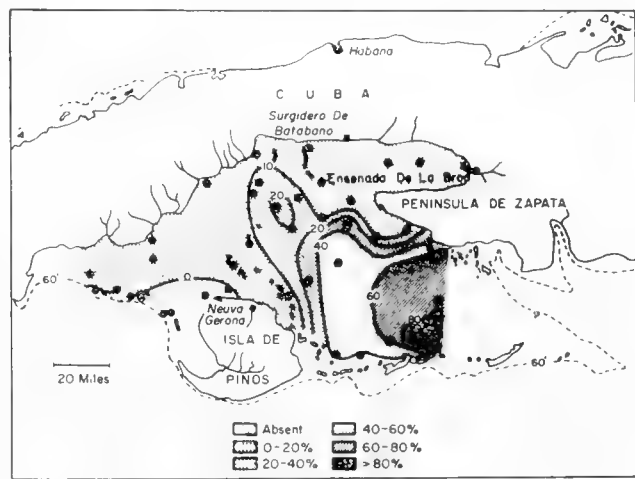 Habana
C U B A
Surgidero De
Batabano
10
Ensenada De La Broa
20
PENINSULA DE ZAPATA
20
40
60'
0
60
Neuva
Gerona
80
ISLA DE
PINOS
60'
20 Miles
Absent
40-60%
0-20%
60-80%
20-40%
>80%